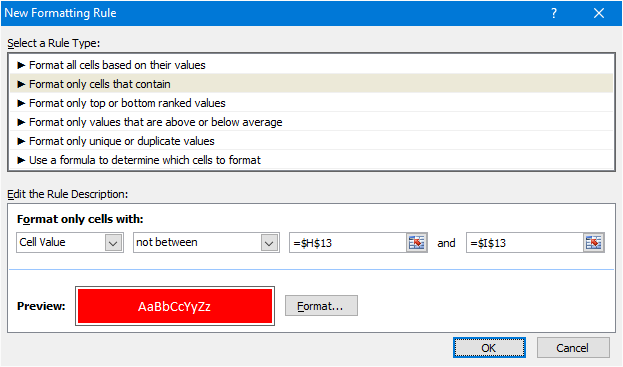 New Formatting Rule ?
Select a Rule Type:
► Format all cells based on their values
► Format only cells that contain
► Format only top or bottom ranked values
► Format only values that are above or below average
► Format only unique or duplicate values
► Use a formula to determine which cells to format
Edit the Rule Description:
Format only cells with:
Cell Value not between =$H$13 and =$I$13
Preview: AaBbCcYyZz Format...
OK Cancel